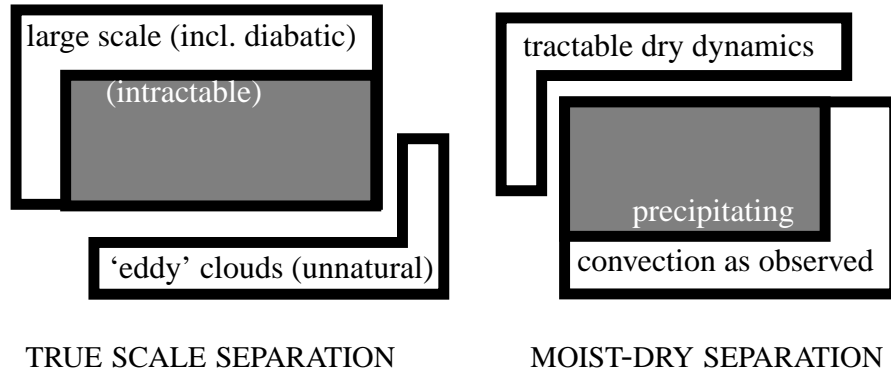 large scale (incl. diabatic)
(intractable)
‘eddy’ clouds (unnatural)
TRUE SCALE SEPARATION
tractable dry dynamics
precipitating
convection as observed
MOIST-DRY SEPARATION